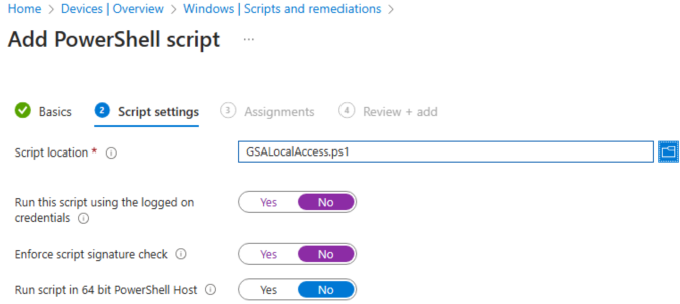 Home > Devices | Overview > Windows | Scripts and remediations >
Add PowerShell script ...
Basics 2 Script settings 3 Assignments 4 Review + add
Script location * GSALocalAccess.ps1
Run this script using the logged on Yes No
credentials
Enforce script signature check Yes No
Run script in 64 bit PowerShell Host Yes No